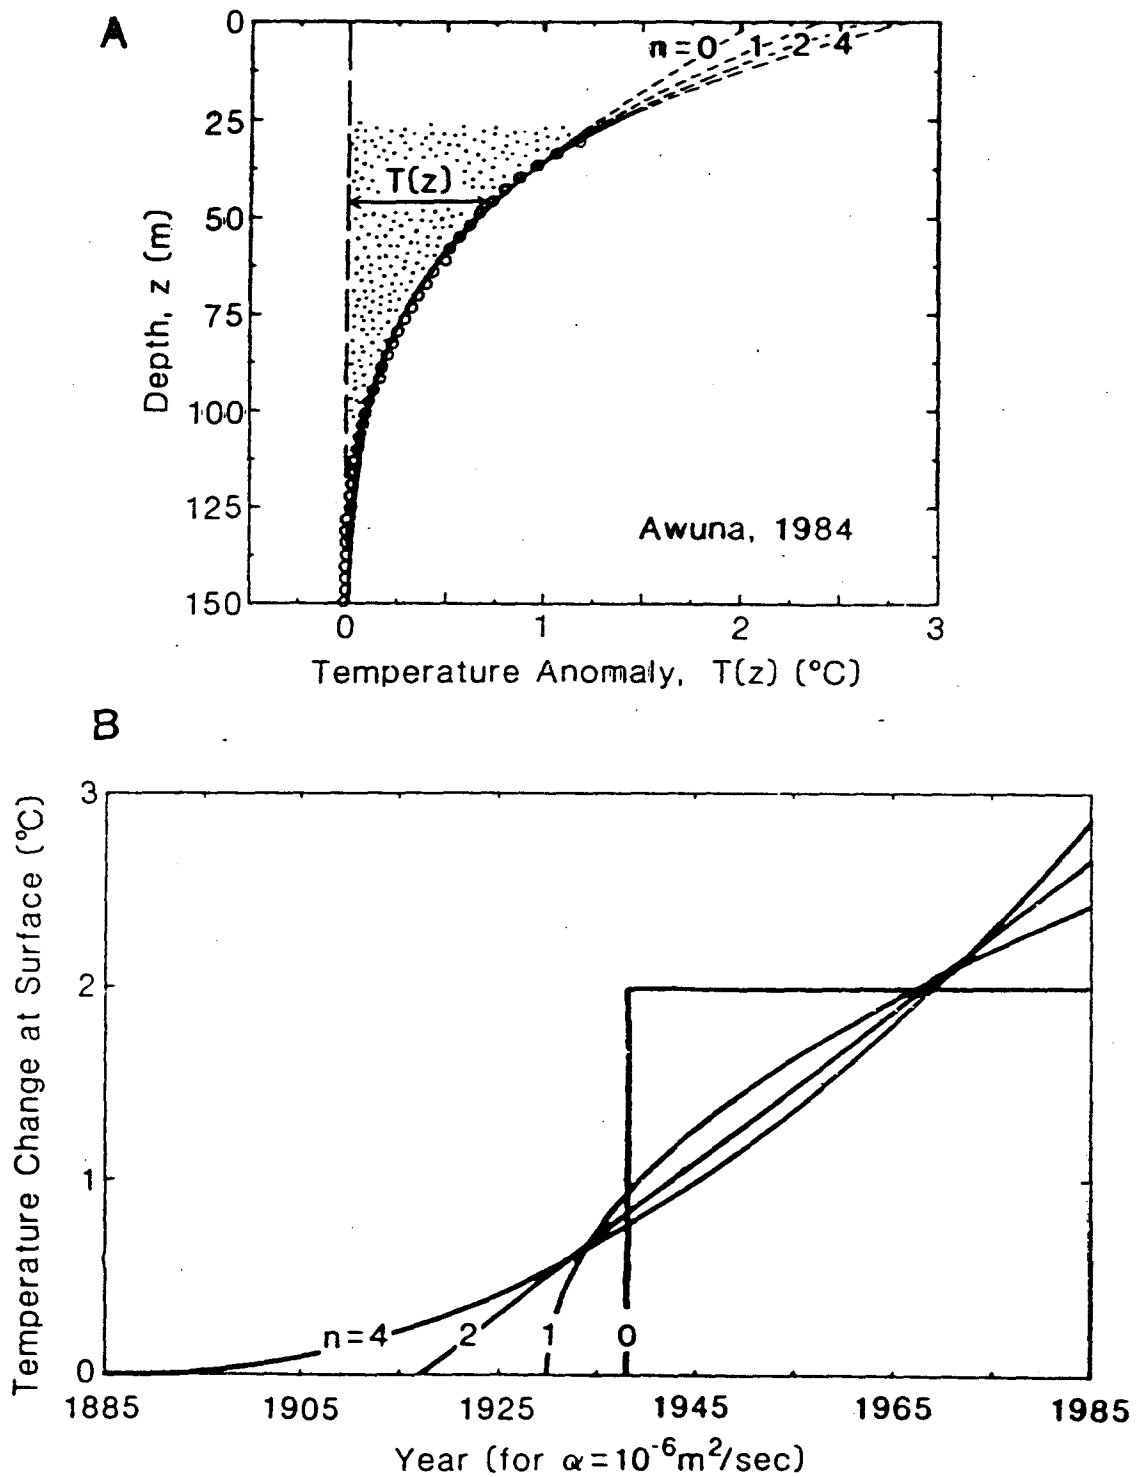 A
0
n=0 1 2 4
25
T(z)
50
Depth, z (m)
75
100
125
Awuna, 1984
150
0 1 2 3
Temperature Anomaly, T(z) (°C)
B
3
Temperature Change at Surface (°C)
2
1
n=4 2 1 0
0
1885 1905 1925 1945 1965 1985
Year (for α=10⁻⁶m²/sec)